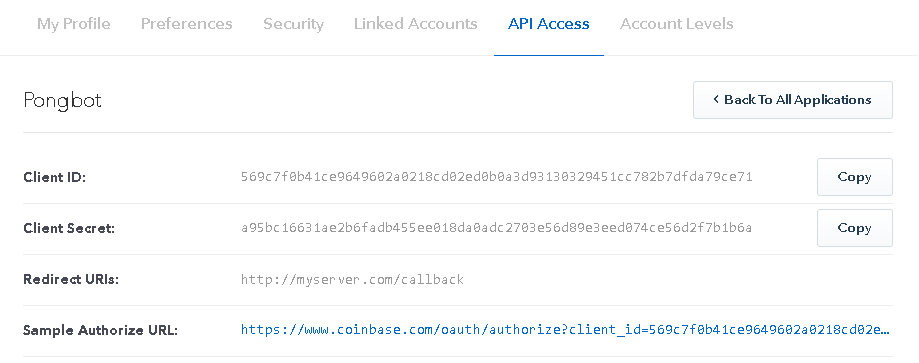 My Profile Preferences Security Linked Accounts API Access Account Levels
Pongbot
‹ Back To All Applications
Client ID: 569c7f0b41ce9649602a0218cd02ed0b0a3d93130329451cc782b7dfda79ce71 Copy
Client Secret: a95bc16631ae2b6fadb455ee018da0adc2703e56d89e3eed074ce56d2f7b1b6a Copy
Redirect URIs: http://myserver.com/callback
Sample Authorize URL: https://www.coinbase.com/oauth/authorize?client_id=569c7f0b41ce9649602a0218cd02e…